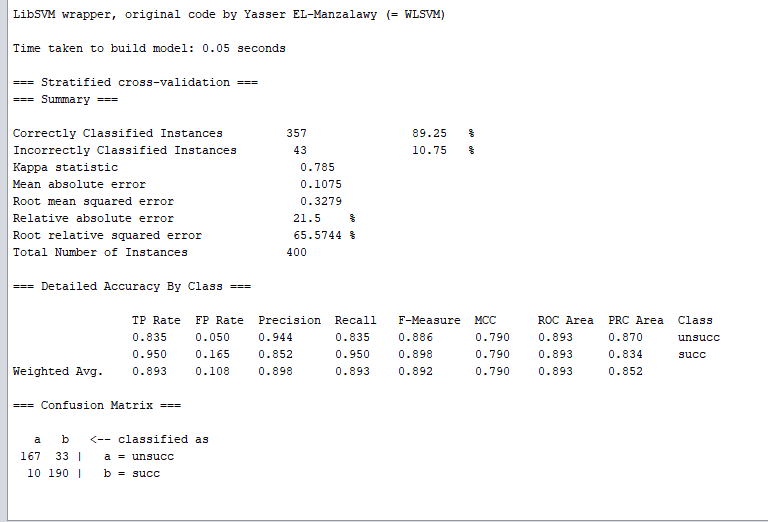 LibSVM wrapper, original code by Yasser EL-Manzalawy (= WLSVM)
Time taken to build model: 0.05 seconds
=== Stratified cross-validation ===
=== Summary ===
Correctly Classified Instances 357 89.25 %
Incorrectly Classified Instances 43 10.75 %
Kappa statistic 0.785
Mean absolute error 0.1075
Root mean squared error 0.3279
Relative absolute error 21.5 %
Root relative squared error 65.5744 %
Total Number of Instances 400
=== Detailed Accuracy By Class ===
TP Rate FP Rate Precision Recall F-Measure MCC ROC Area PRC Area Class
0.835 0.050 0.944 0.835 0.886 0.790 0.893 0.870 unsucc
0.950 0.165 0.852 0.950 0.898 0.790 0.893 0.834 succ
Weighted Avg. 0.893 0.108 0.898 0.893 0.892 0.790 0.893 0.852
=== Confusion Matrix ===
a b <-- classified as
167 33 | a = unsucc
10 190 | b = succ